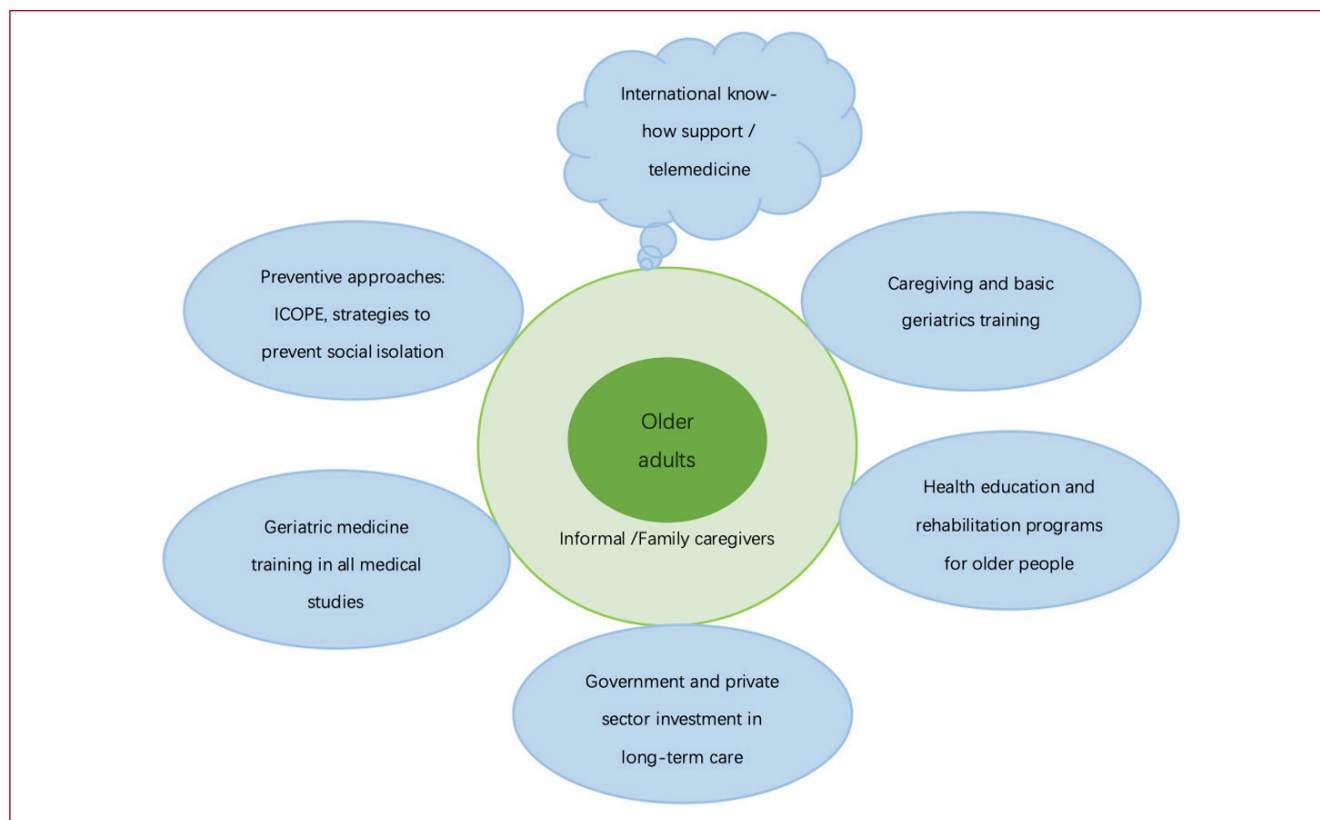 International know-
how support /
telemedicine
Preventive approaches:
ICOPE, strategies to
prevent social isolation
Caregiving and basic
geriatrics training
Older
adults
Informal /Family caregivers
Health education and
rehabilitation programs
for older people
Geriatric medicine
training in all medical
studies
Government and private
sector investment in
long-term care